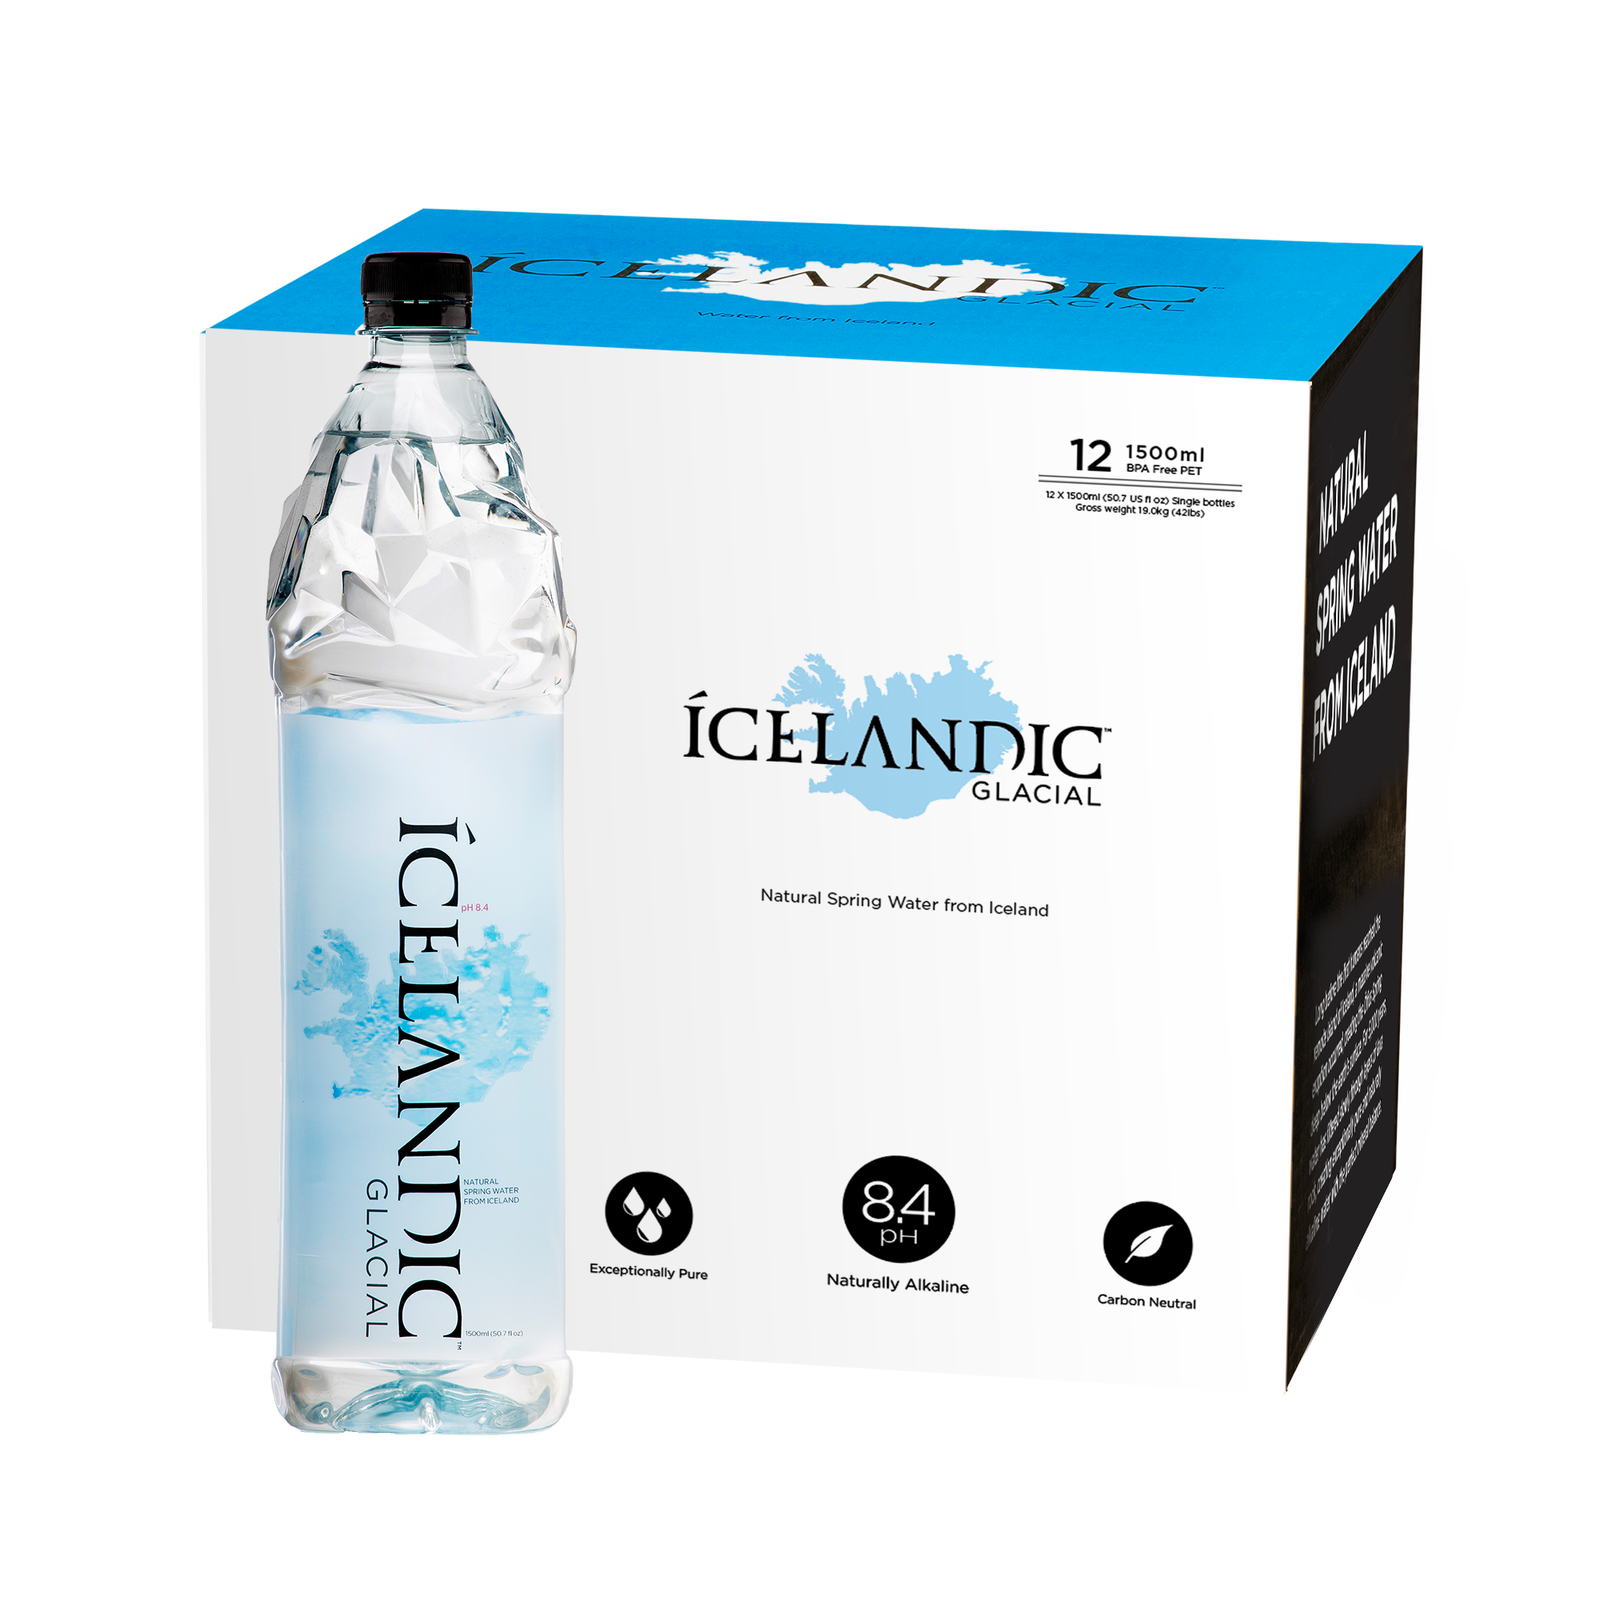 ÍCELANDIC™
GLACIAL
Water from Iceland
12 1500ml
BPA Free PET
12 X 1500ml (50.7 US fl oz) Single bottles
Gross weight 19.0kg (42lbs)
ÍCELANDIC™
GLACIAL
Natural Spring Water from Iceland
Exceptionally Pure
8.4
pH
Naturally Alkaline
Carbon Neutral
ÍCELANDIC™
GLACIAL
pH 8.4
NATURAL
SPRING WATER
FROM ICELAND
1500ml (50.7 fl oz)
NATURAL
SPRING WATER
FROM ICELAND